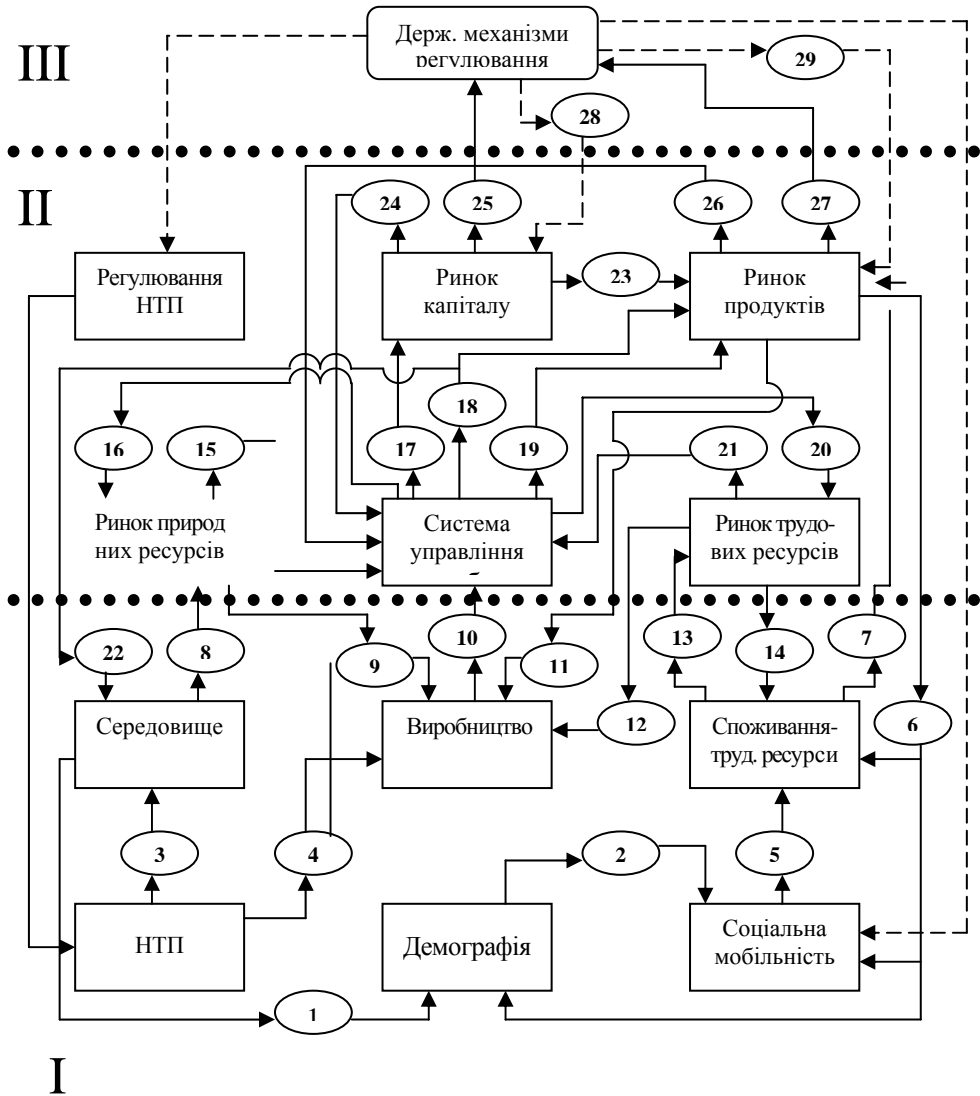 III
Держ. механізми
регулювання
29
28
II
24
25
26
27
Регулювання
НТП
Ринок
капіталу
23
Ринок
продуктів
16
15
17
18
19
21
20
Ринок природ
них ресурсів
Система
управління
Ринок трудо-
вих ресурсів
22
8
9
10
11
13
14
7
Середовище
Виробництво
12
Споживання-
труд. ресурси
6
3
4
2
5
НТП
Демографія
Соціальна
мобільність
1
I